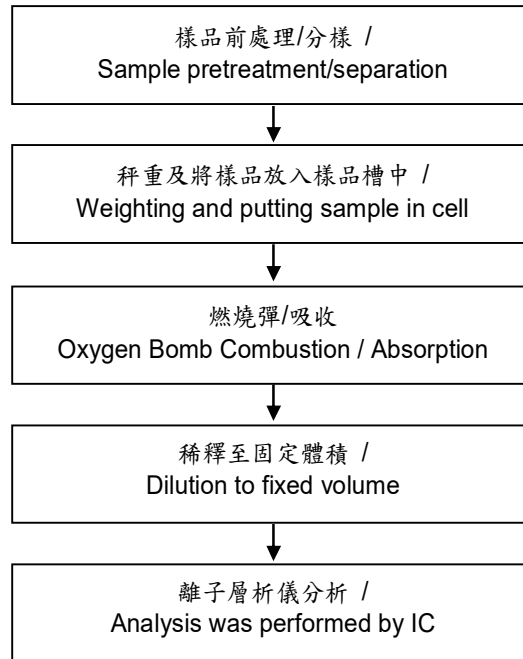 樣品前處理/分樣 /
Sample pretreatment/separation
秤重及將樣品放入樣品槽中 /
Weighting and putting sample in cell
燃燒彈/吸收
Oxygen Bomb Combustion / Absorption
稀釋至固定體積 /
Dilution to fixed volume
離子層析儀分析 /
Analysis was performed by IC